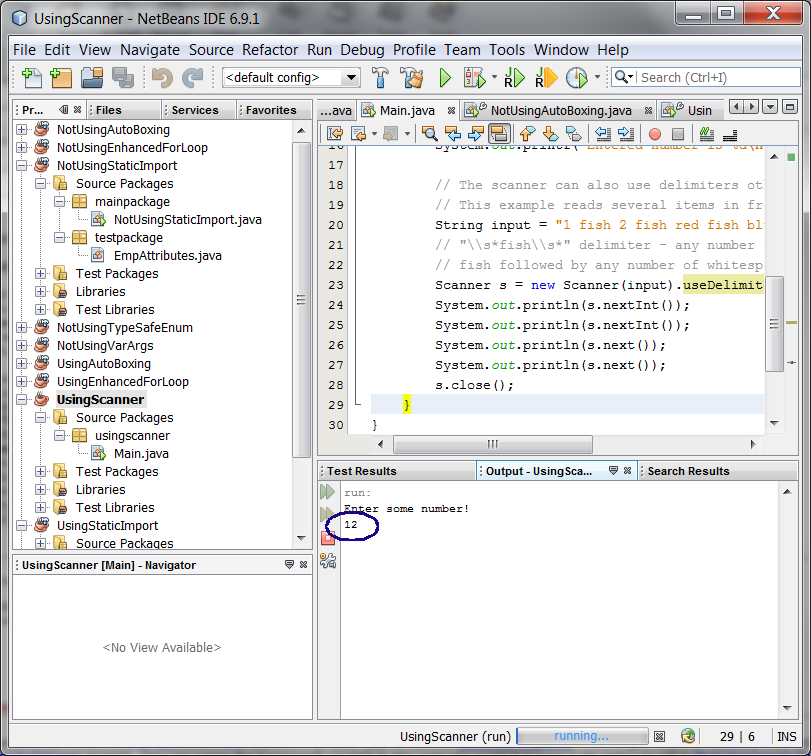 UsingScanner - NetBeans IDE 6.9.1
File Edit View Navigate Source Refactor Run Debug Profile Team Tools Window Help
<default config>
Search (Ctrl+I)
Pr... Files Services Favorites
NotUsingAutoBoxing
NotUsingEnhancedForLoop
NotUsingStaticImport
Source Packages
mainpackage
NotUsingStaticImport.java
testpackage
EmpAttributes.java
Test Packages
Libraries
Test Libraries
NotUsingTypeSafeEnum
NotUsingVarArgs
UsingAutoBoxing
UsingEnhancedForLoop
UsingScanner
Source Packages
usingscanner
Main.java
Test Packages
Libraries
Test Libraries
UsingStaticImport
Source Packages
UsingScanner [Main] - Navigator
<No View Available>
...ava Main.java NotUsingAutoBoxing.java Usin
16 System.out.printf("Entered number is %d\n
17
18 // The scanner can also use delimiters ot
19 // This example reads several items in fr
20 String input = "1 fish 2 fish red fish bl
21 // "\\s*fish\\s*" delimiter - any number
22 // fish followed by any number of whitesp
23 Scanner s = new Scanner(input).useDelimit
24 System.out.println(s.nextInt());
25 System.out.println(s.nextInt());
26 System.out.println(s.next());
27 System.out.println(s.next());
28 s.close();
29 }
30 }
Test Results Output - UsingSca... Search Results
run:
Enter some number!
12
UsingScanner (run) running... 29 | 6 INS